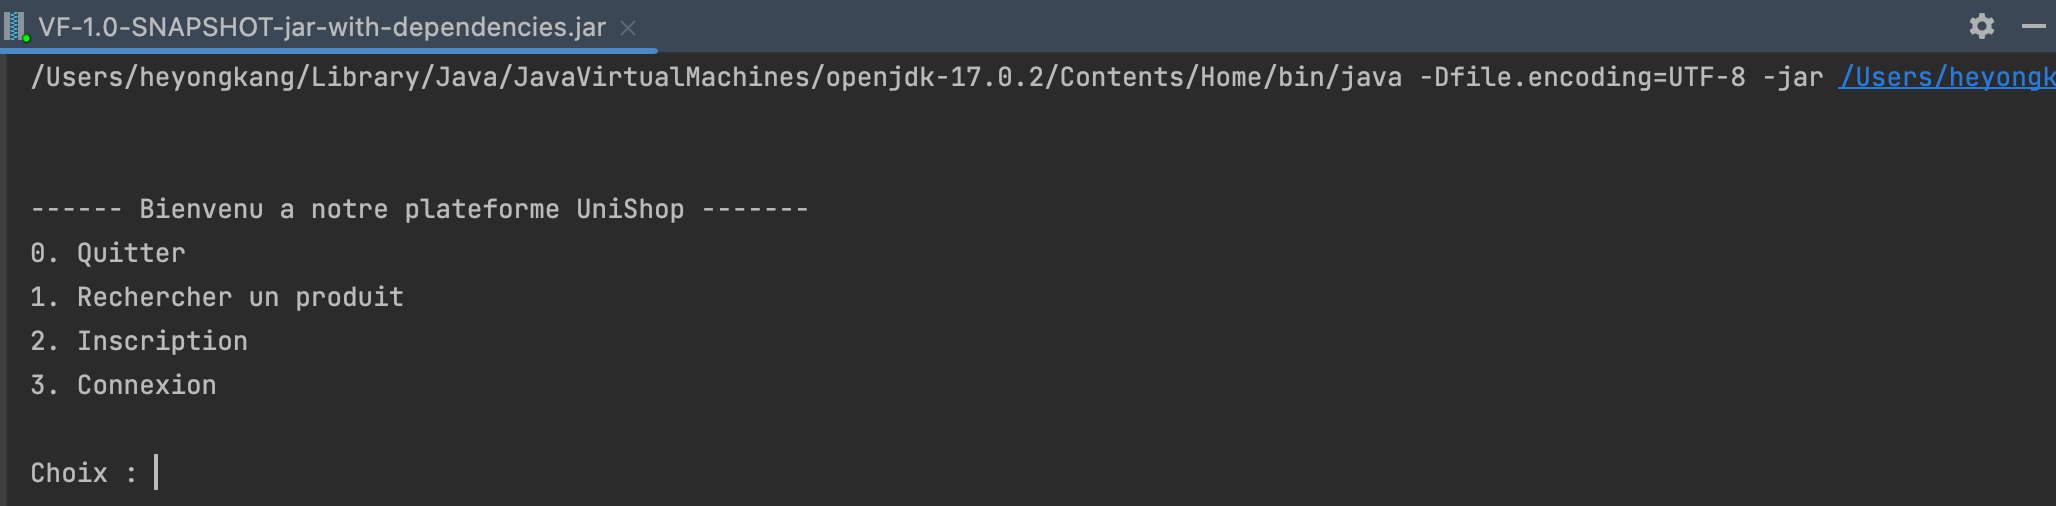 VF-1.0-SNAPSHOT-jar-with-dependencies.jar
/Users/heyongkang/Library/Java/JavaVirtualMachines/openjdk-17.0.2/Contents/Home/bin/java -Dfile.encoding=UTF-8 -jar /Users/heyongk
------ Bienvenu a notre plateforme UniShop -------
0. Quitter
1. Rechercher un produit
2. Inscription
3. Connexion
Choix :